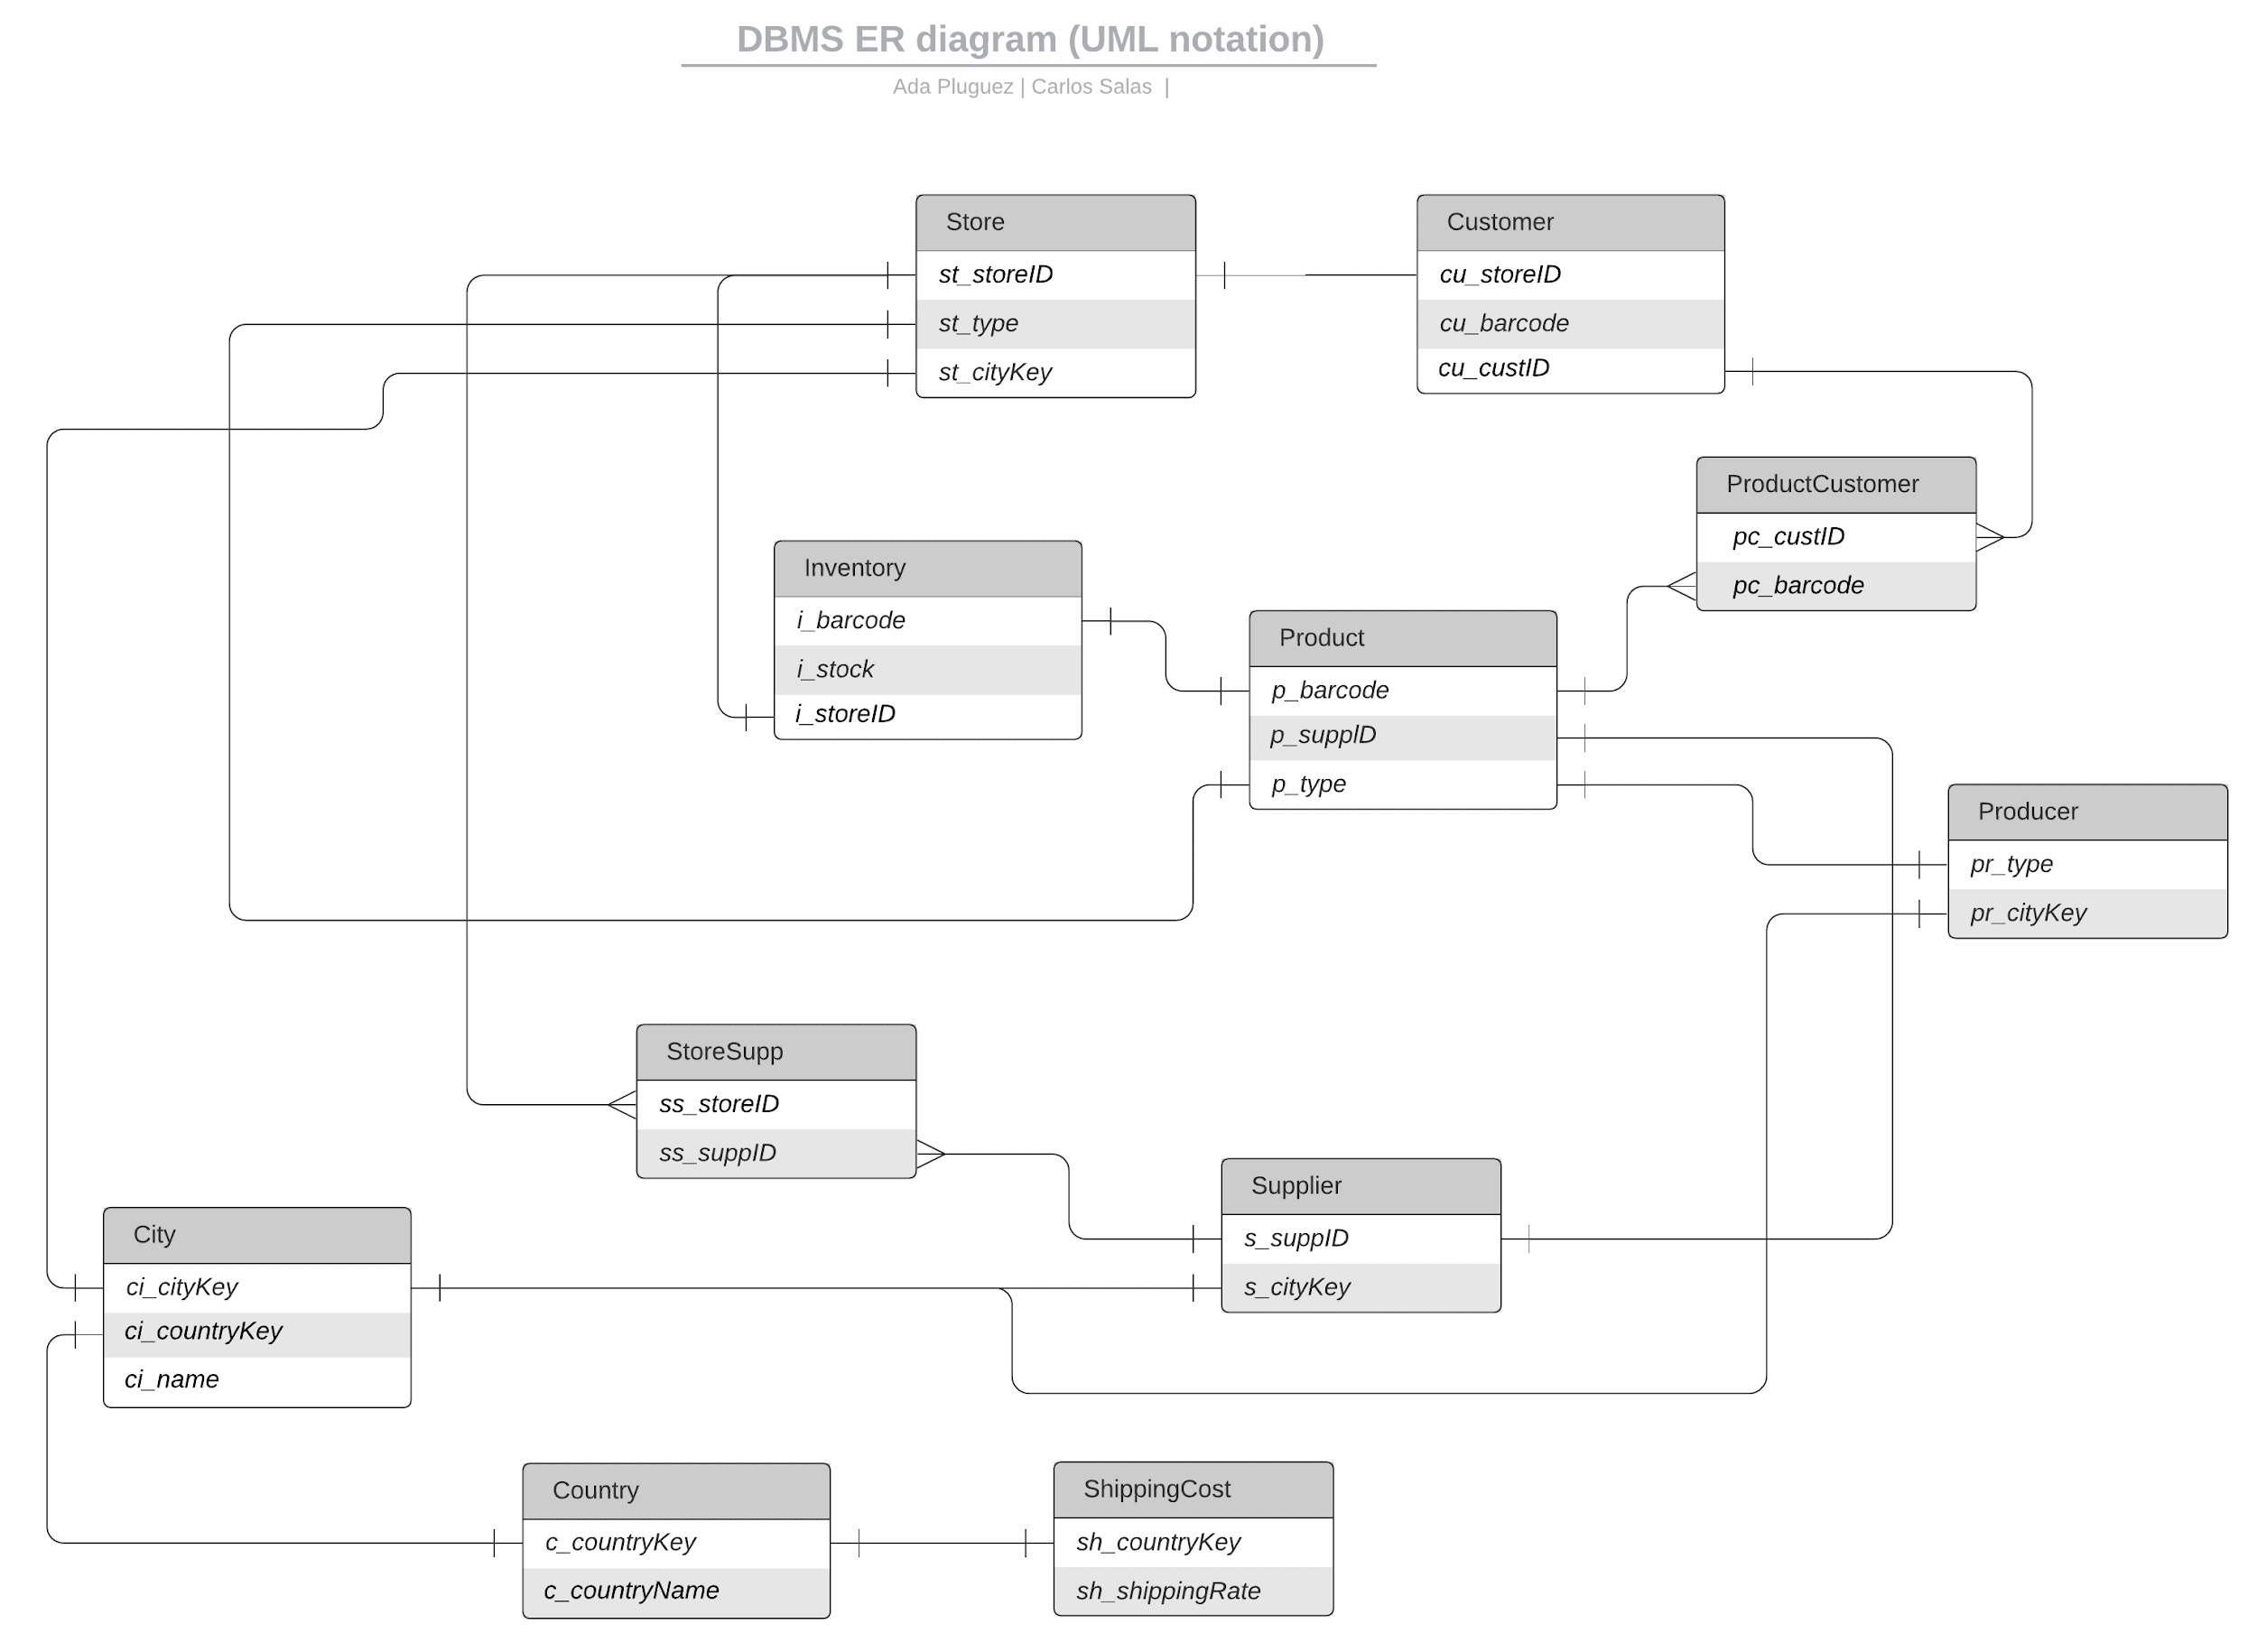 DBMS ER diagram (UML notation)
Ada Pluguez | Carlos Salas |
Store
st_storeID
st_type
st_cityKey
Customer
cu_storeID
cu_barcode
cu_custID
ProductCustomer
pc_custID
pc_barcode
Inventory
i_barcode
i_stock
i_storeID
Product
p_barcode
p_suppID
p_type
Producer
pr_type
pr_cityKey
StoreSupp
ss_storeID
ss_suppID
Supplier
s_suppID
s_cityKey
City
ci_cityKey
ci_countryKey
ci_name
Country
c_countryKey
c_countryName
ShippingCost
sh_countryKey
sh_shippingRate